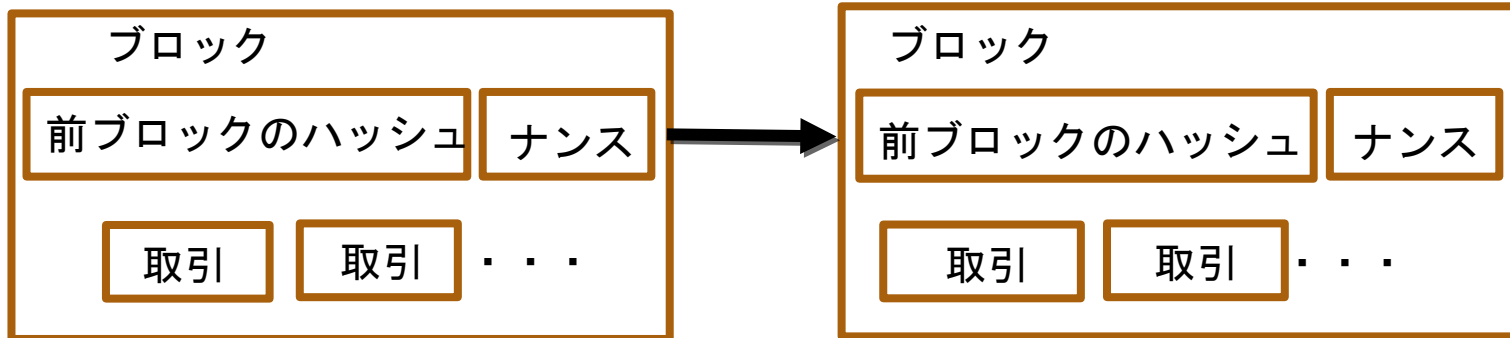 ブロック
前ブロックのハッシュ
ナンス
取引
取引
・・・
ブロック
前ブロックのハッシュ
ナンス
取引
取引
・・・